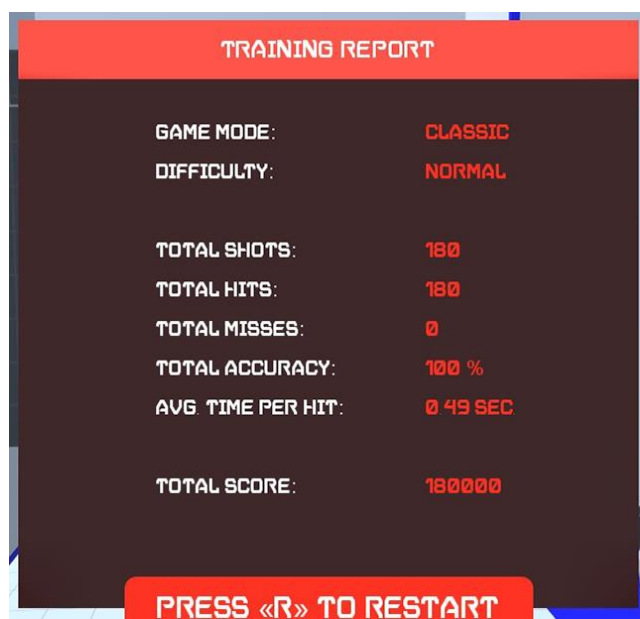 TRAINING REPORT
GAME MODE: CLASSIC
DIFFICULTY: NORMAL
TOTAL SHOTS: 180
TOTAL HITS: 180
TOTAL MISSES: 0
TOTAL ACCURACY: 100 %
AVG. TIME PER HIT: 0.49 SEC.
TOTAL SCORE: 180000
PRESS «R» TO RESTART